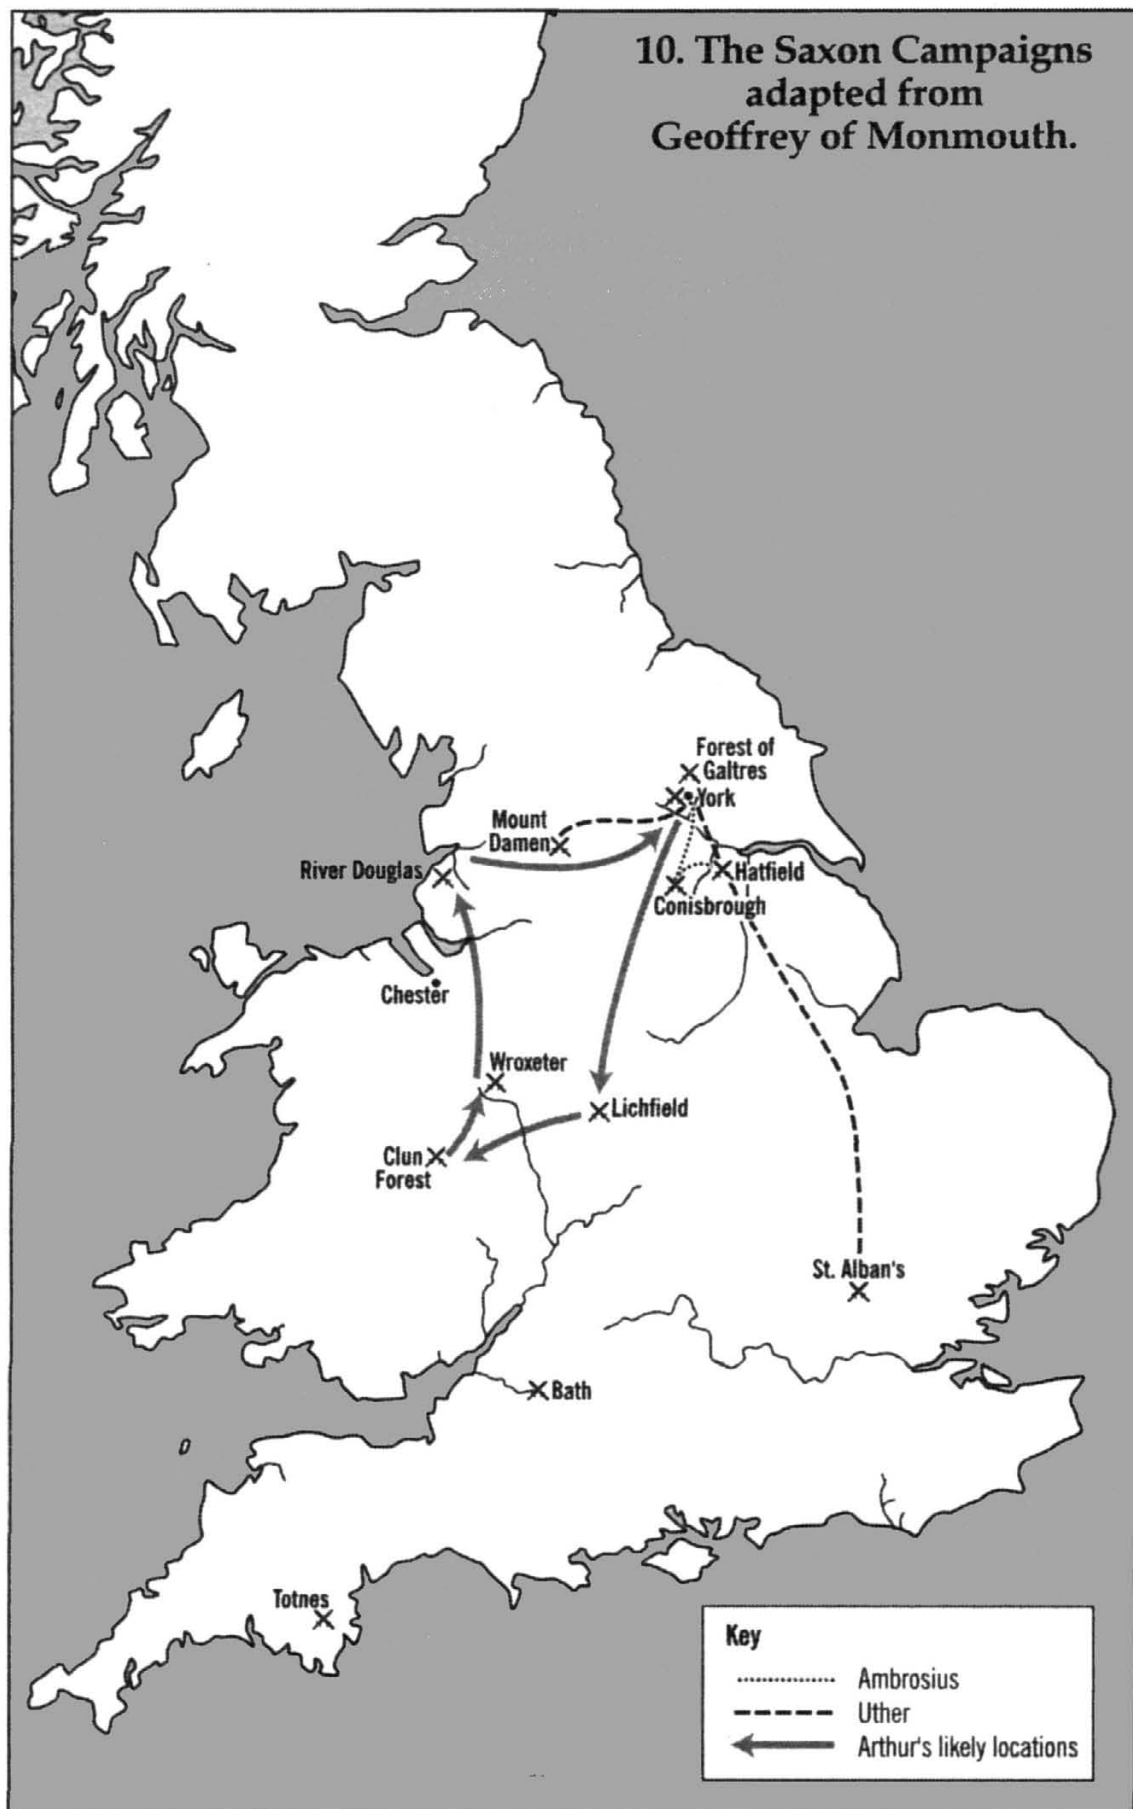 10. The Saxon Campaigns
adapted from
Geoffrey of Monmouth.
Forest of
Galtres
York
Mount
Damen
River Douglas
Hatfield
Conisbrough
Chester
Wroxeter
Lichfield
Clun
Forest
St. Alban's
Bath
Totnes
Key
Ambrosius
Uther
Arthur's likely locations